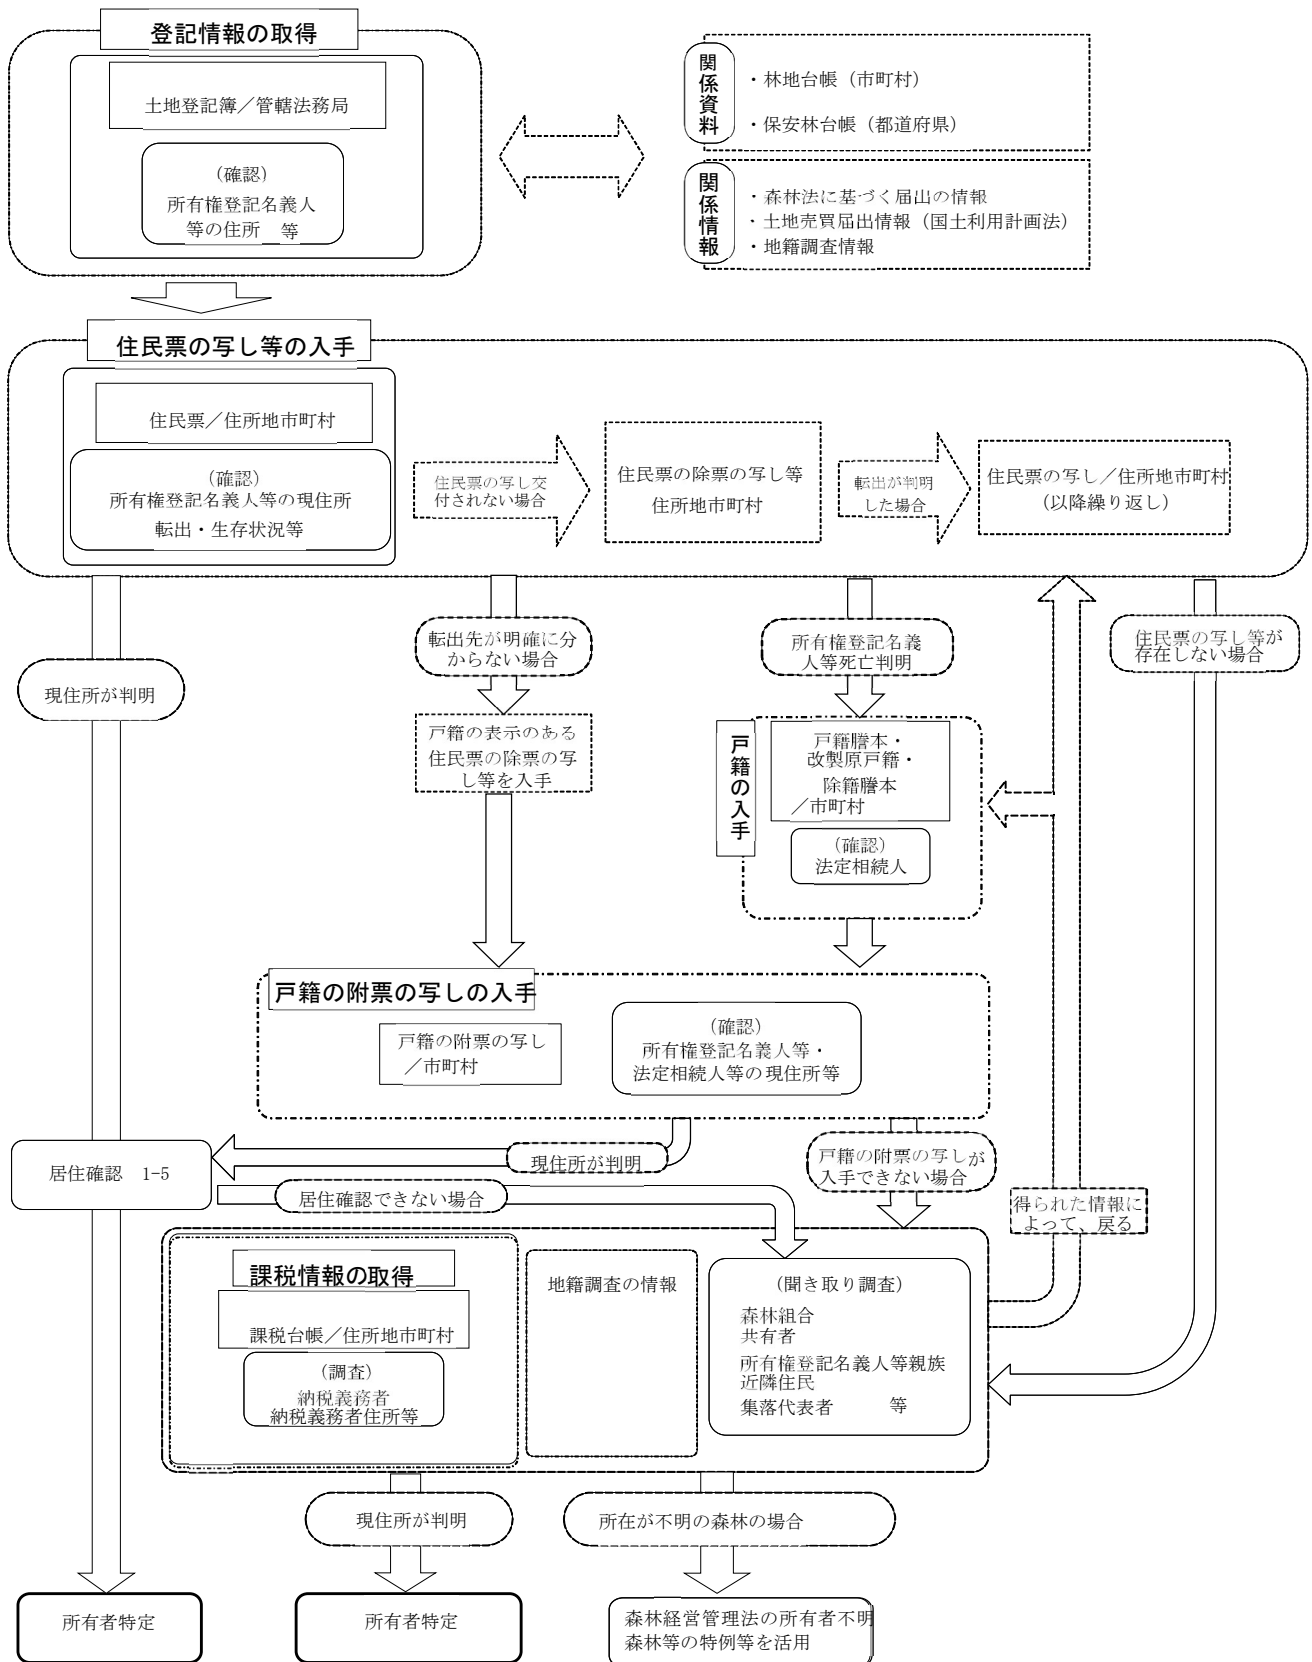 登記情報の取得
土地登記簿／管轄法務局
（確認）
所有権登記名義人
等の住所　等
関係資料
・林地台帳（市町村）
・保安林台帳（都道府県）
関係情報
・森林法に基づく届出の情報
・土地売買届出情報（国土利用計画法）
・地籍調査情報
住民票の写し等の入手
住民票／住所地市町村
（確認）
所有権登記名義人等の現住所
転出・生存状況等
住民票の写し交
付されない場合
住民票の除票の写し等
住所地市町村
転出が判明
した場合
住民票の写し／住所地市町村
（以降繰り返し）
現住所が判明
転出先が明確に分
からない場合
所有権登記名義
人等死亡判明
住民票の写し等が
存在しない場合
戸籍の表示のある
住民票の除票の写
し等を入手
戸籍の入手
戸籍謄本・
改製原戸籍・
除籍謄本
／市町村
（確認）
法定相続人
戸籍の附票の写しの入手
戸籍の附票の写し
／市町村
（確認）
所有権登記名義人等・
法定相続人等の現住所等
居住確認　1-5
現住所が判明
戸籍の附票の写しが
入手できない場合
居住確認できない場合
得られた情報に
よって、戻る
課税情報の取得
課税台帳／住所地市町村
（調査）
納税義務者
納税義務者住所等
地籍調査の情報
（聞き取り調査）
森林組合
共有者
所有権登記名義人等親族
近隣住民
集落代表者　　等
現住所が判明
所在が不明の森林の場合
所有者特定
所有者特定
森林経営管理法の所有者不明
森林等の特例等を活用